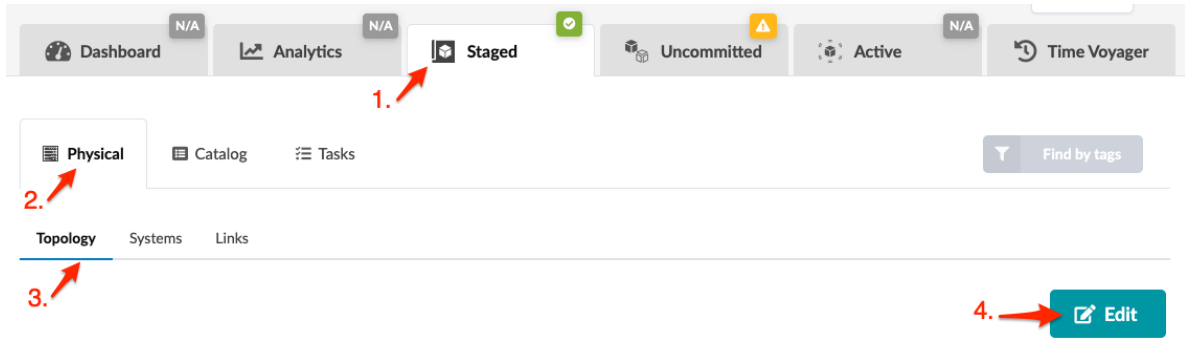 N/A N/A N/A
Dashboard Analytics Staged Uncommitted Active Time Voyager
1.
Physical Catalog Tasks Find by tags
2.
Topology Systems Links
3.
4. Edit